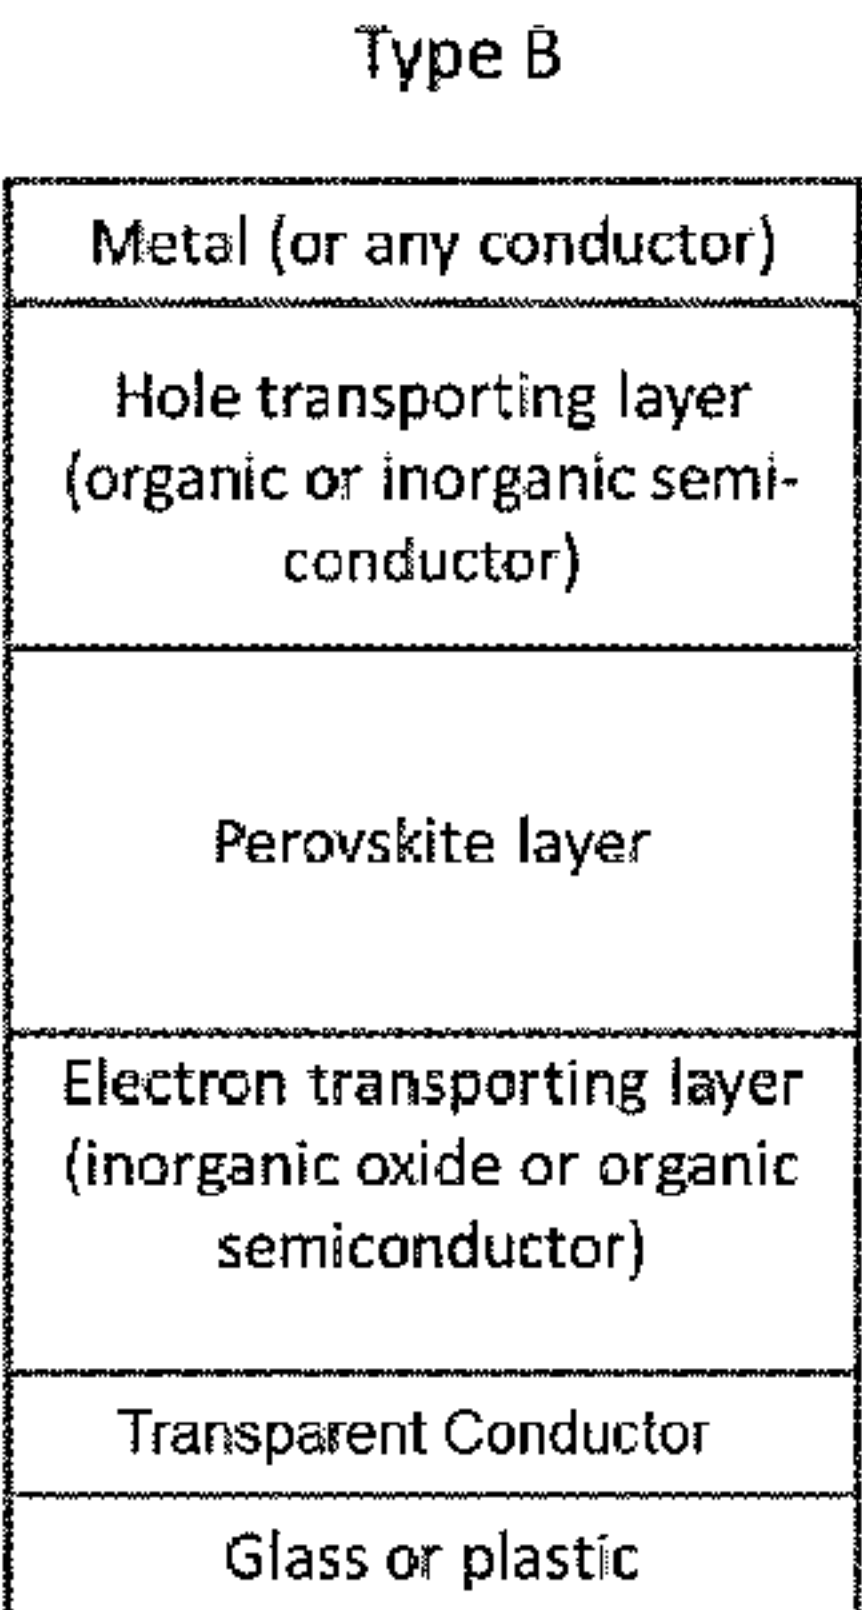 Type B
Metal (or any conductor)
Hole transporting layer
(organic or inorganic semi-
conductor)
Perovskite layer
Electron transporting layer
(inorganic oxide or organic
semiconductor)
Transparent Conductor
Glass or plastic